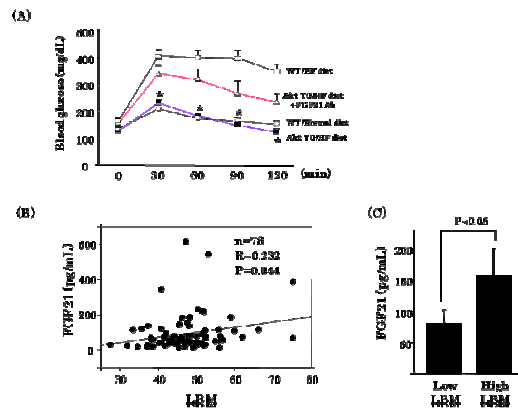 (A)
Blood glucose (mg/dL)
500
400
300
200
100
0
0 30 60 90 120 (min)
WT/HF diet
Akt TG/HF diet
+FGF21 Ab
WT/Normal diet
Akt TG/HF diet
(B)
FGF21 (pg/mL)
600
400
200
0
n=78
R=0.232
P=0.044
30 40 50 60 70 80
LBM
(C)
P<0.05
FGF21 (pg/mL)
200
150
100
50
Low High
LBM LBM